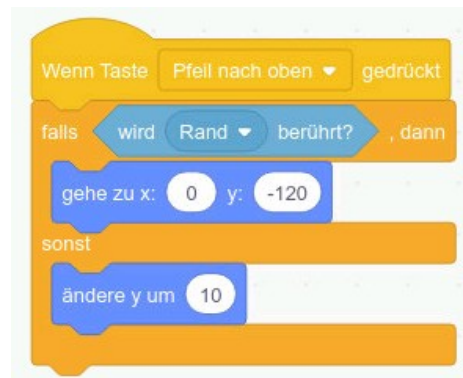 Wenn Taste Pfeil nach oben gedrückt
falls wird Rand berührt? , dann
gehe zu x: 0 y: -120
sonst
ändere y um 10